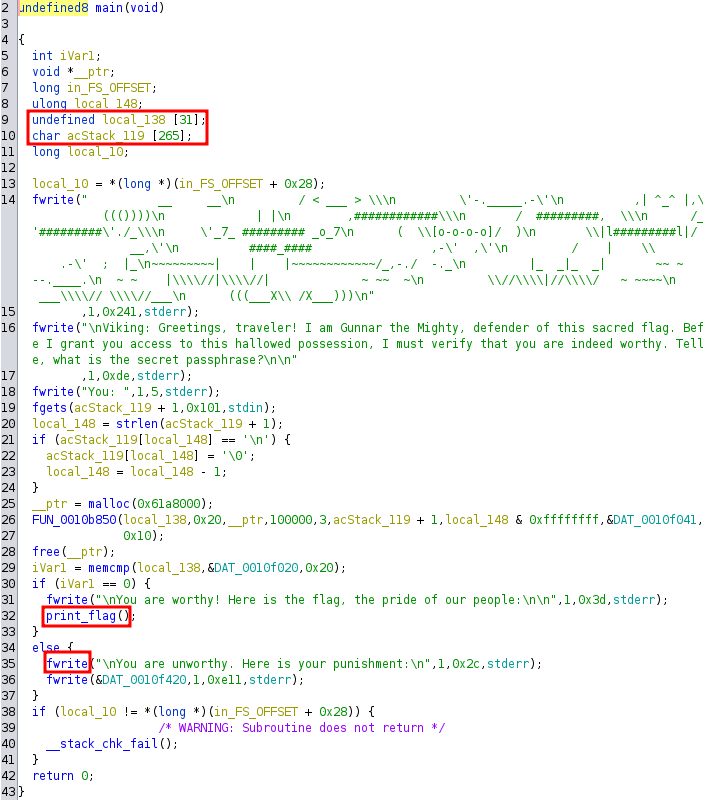 2 undefined8 main(void)
3
4 {
5 int iVar1;
6 void *__ptr;
7 long in_FS_OFFSET;
8 ulong local_148;
9 undefined local_138 [31];
10 char acStack_119 [265];
11 long local_10;
12
13 local_10 = *(long *)(in_FS_OFFSET + 0x28);
14 fwrite(" __ __\n / < ___ > \\\n \'-._____.-\'\n ,| ^_^ |,\
((()))))\n | |\n ,############\\\n / #########, \\\n /_
'#########\'./_\\\n \'_7_ ######### _o_7\n ( \\[o-o-o-o]/ )\n \\|l#########l|/
__,\'\n ####_#### ,-\' ,\'\n / | \\
.-\' ; |_\n~~~~~~~~~| | |~~~~~~~~~~~~~/_,-./ -._\n |_ _|_ _| ~~ ~
--.____.\n ~ ~ |\\\\//|\\\\//| ~ ~~ ~\n \\//\\\\|//\\\\/ ~ ~~~~\n
___\\\\// \\\\//___\n (((___X\\ /X___)))\n"
15 ,1,0x241,stderr);
16 fwrite("\nViking: Greetings, traveler! I am Gunnar the Mighty, defender of this sacred flag. Bef
e I grant you access to this hallowed possession, I must verify that you are indeed worthy. Tell
e, what is the secret passphrase?\n\n"
17 ,1,0xde,stderr);
18 fwrite("You: ",1,5,stderr);
19 fgets(acStack_119 + 1,0x101,stdin);
20 local_148 = strlen(acStack_119 + 1);
21 if (acStack_119[local_148] == '\n') {
22 acStack_119[local_148] = '\0';
23 local_148 = local_148 - 1;
24 }
25 __ptr = malloc(0x61a8000);
26 FUN_0010b850(local_138,0x20,__ptr,100000,3,acStack_119 + 1,local_148 & 0xffffffff,&DAT_0010f041,
27 0x10);
28 free(__ptr);
29 iVar1 = memcmp(local_138,&DAT_0010f020,0x20);
30 if (iVar1 == 0) {
31 fwrite("\nYou are worthy! Here is the flag, the pride of our people:\n\n",1,0x3d,stderr);
32 print_flag();
33 }
34 else {
35 fwrite("\nYou are unworthy. Here is your punishment:\n",1,0x2c,stderr);
36 fwrite(&DAT_0010f420,1,0xe11,stderr);
37 }
38 if (local_10 != *(long *)(in_FS_OFFSET + 0x28)) {
39 /* WARNING: Subroutine does not return */
40 __stack_chk_fail();
41 }
42 return 0;
43 }